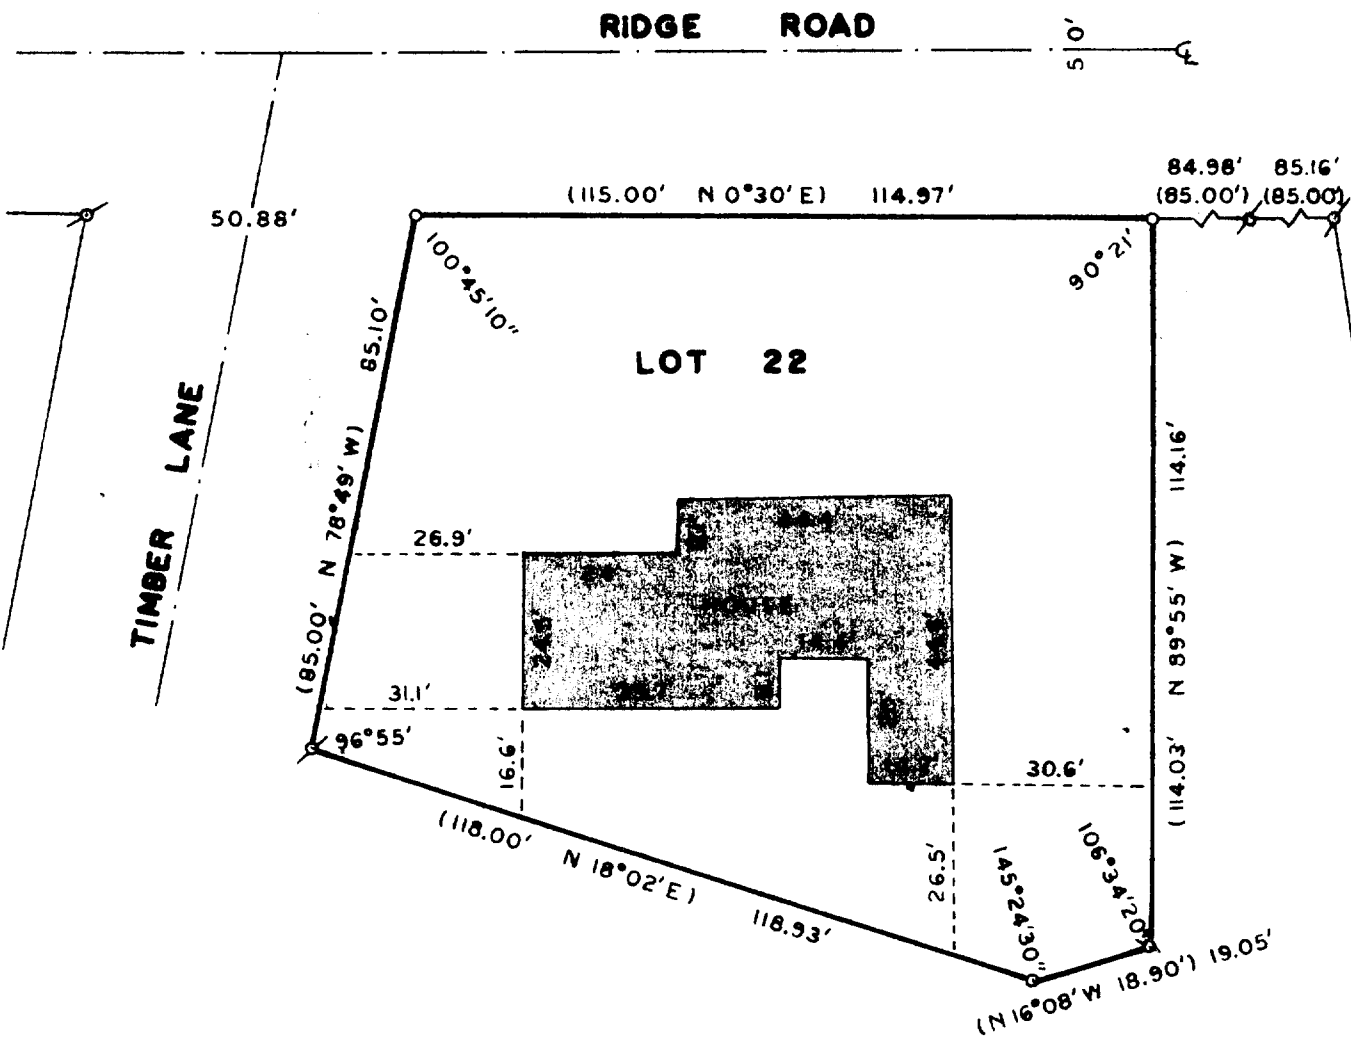 RIDGE ROAD
50'
℄
84.98' 85.16'
(115.00' N 0°30' E) 114.97' (85.00') (85.00')
50.88'
100°45'10"
90°21'
85.10'
(85.00' N 78°49' W)
LOT 22
TIMBER LANE
114.16'
N 89°55' W)
(114.03'
26.9'
HOUSE
31.1'
96°55'
16.6'
30.6'
26.5'
(118.00' N 18°02' E) 118.93'
145°24'30"
106°34'20"
(N 16°08' W 18.90') 19.05'